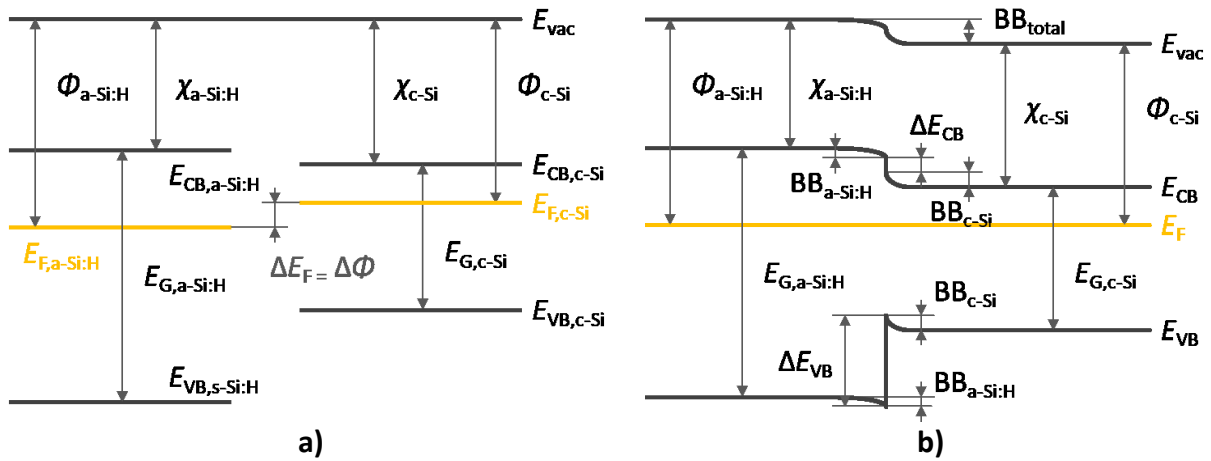 E_vac
Φ_a-Si:H
χ_a-Si:H
χ_c-Si
Φ_c-Si
E_CB,a-Si:H
E_CB,c-Si
E_F,c-Si
E_F,a-Si:H
ΔE_F = ΔΦ
E_G,a-Si:H
E_G,c-Si
E_VB,c-Si
E_VB,s-Si:H
a)
BB_total
E_vac
Φ_a-Si:H
χ_a-Si:H
χ_c-Si
Φ_c-Si
ΔE_CB
BB_a-Si:H
E_CB
BB_c-Si
E_F
E_G,a-Si:H
E_G,c-Si
BB_c-Si
E_VB
ΔE_VB
BB_a-Si:H
b)